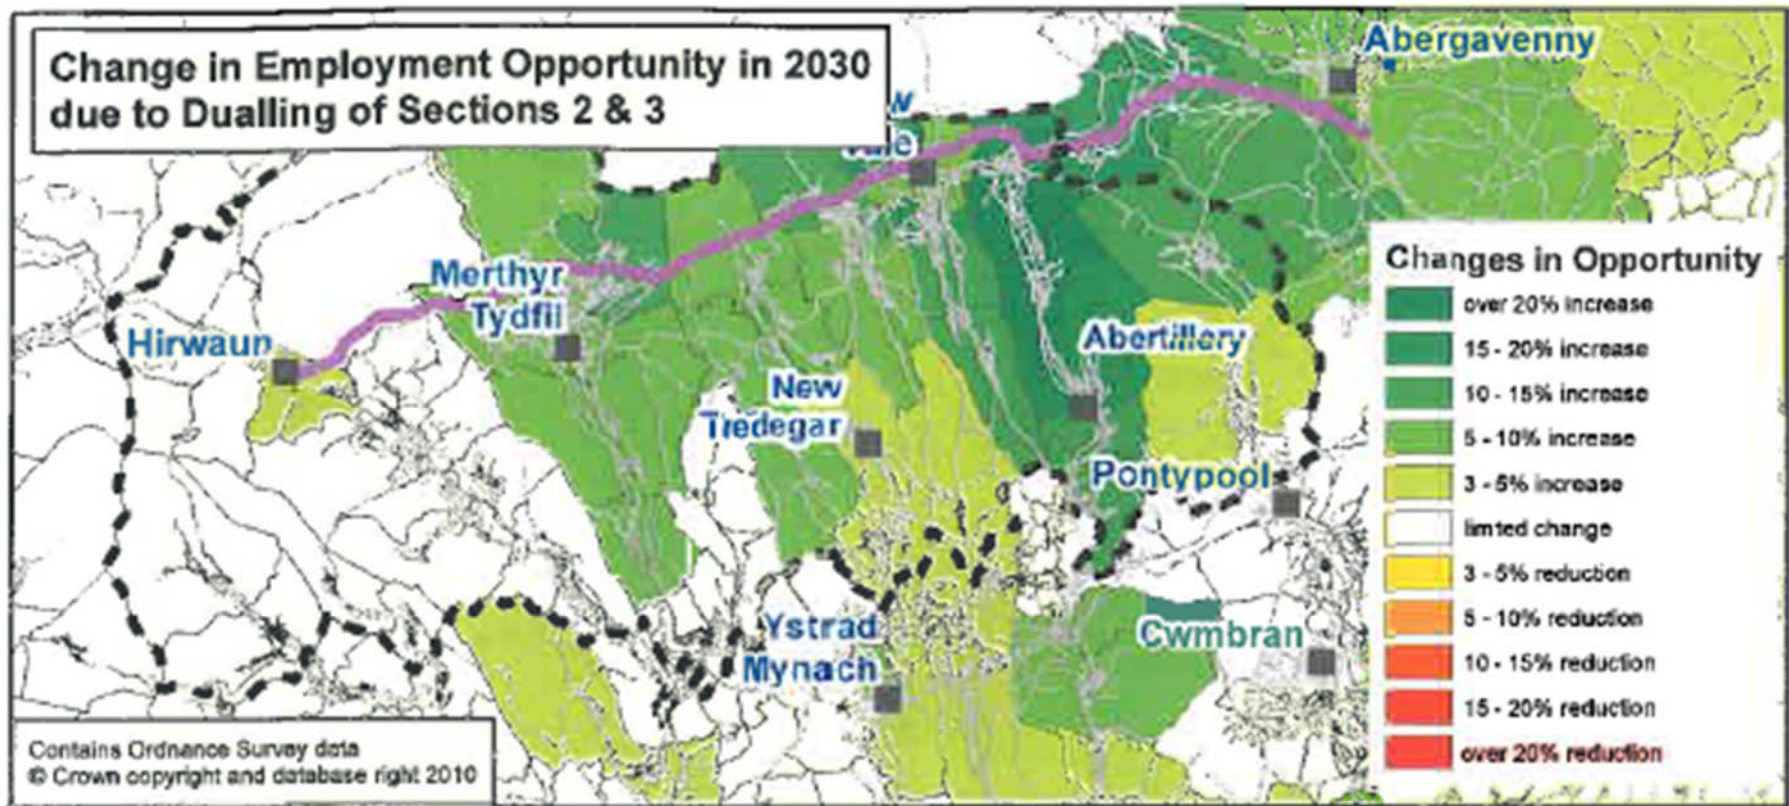 Change in Employment Opportunity in 2030
due to Dualling of Sections 2 & 3
Abergavenny
w
ale
Merthyr
Tydfil
Hirwaun
Abertillery
New
Tredegar
Pontypool
Ystrad
Mynach
Cwmbran
Changes in Opportunity
over 20% increase
15 - 20% increase
10 - 15% increase
5 - 10% increase
3 - 5% increase
limted change
3 - 5% reduction
5 - 10% reduction
10 - 15% reduction
15 - 20% reduction
over 20% reduction
Contains Ordnance Survey data
© Crown copyright and database right 2010